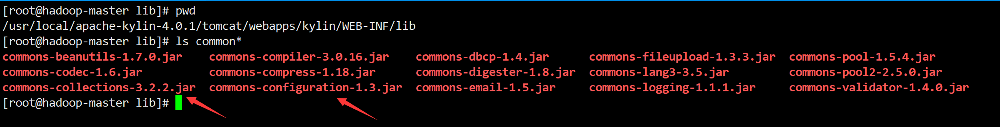 [root@hadoop-master lib]# pwd
/usr/local/apache-kylin-4.0.1/tomcat/webapps/kylin/WEB-INF/lib
[root@hadoop-master lib]# ls common*
commons-beanutils-1.7.0.jar    commons-compiler-3.0.16.jar    commons-dbcp-1.4.jar      commons-fileupload-1.3.3.jar  commons-pool-1.5.4.jar
commons-codec-1.6.jar          commons-compress-1.18.jar      commons-digester-1.8.jar  commons-lang3-3.5.jar         commons-pool2-2.5.0.jar
commons-collections-3.2.2.jar  commons-configuration-1.3.jar  commons-email-1.5.jar     commons-logging-1.1.1.jar     commons-validator-1.4.0.jar
[root@hadoop-master lib]#